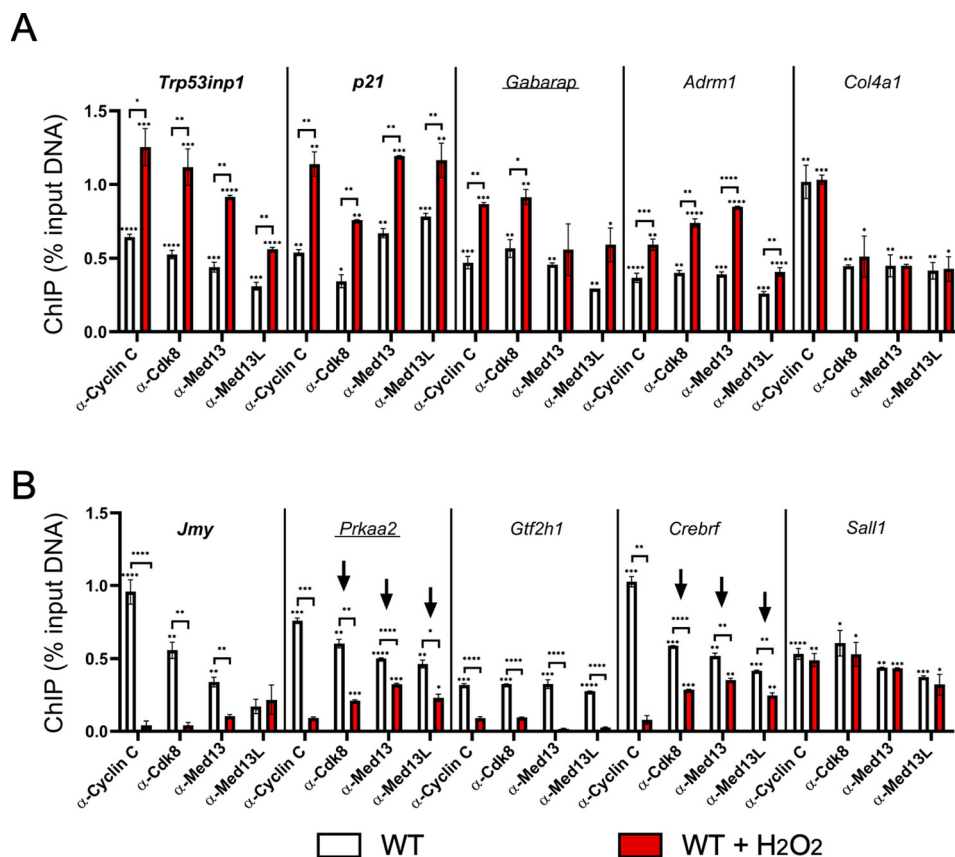 A
Trp53inp1 p21 Gabarap Adrm1 Col4a1
ChIP (% input DNA)
1.5
1.0
0.5
0.0
* *** ** *** ** **** ** **** ** ** ** ** ** *** ** ** ** *** * ** * *** **** ** **** **** **** ** **** ** ***
**** **** *** *** ** * ** *** *** ** ** ** **** ** *** *** ** * ** *** ** *
α-Cyclin C α-Cdk8 α-Med13 α-Med13L α-Cyclin C α-Cdk8 α-Med13 α-Med13L α-Cyclin C α-Cdk8 α-Med13 α-Med13L α-Cyclin C α-Cdk8 α-Med13 α-Med13L α-Cyclin C α-Cdk8 α-Med13 α-Med13L
B
Jmy Prkaa2 Gtf2h1 Crebrf Sall1
ChIP (% input DNA)
1.5
1.0
0.5
0.0
**** ** ** *** ** **** * **** **** **** **** ** **** ** **
**** ** ** *** ** *** *** *** ** * *** *** ** *** *** *** *** ** ** *** ** **** ** * * ** *** ** *
α-Cyclin C α-Cdk8 α-Med13 α-Med13L α-Cyclin C α-Cdk8 α-Med13 α-Med13L α-Cyclin C α-Cdk8 α-Med13 α-Med13L α-Cyclin C α-Cdk8 α-Med13 α-Med13L α-Cyclin C α-Cdk8 α-Med13 α-Med13L
WT WT + H2O2